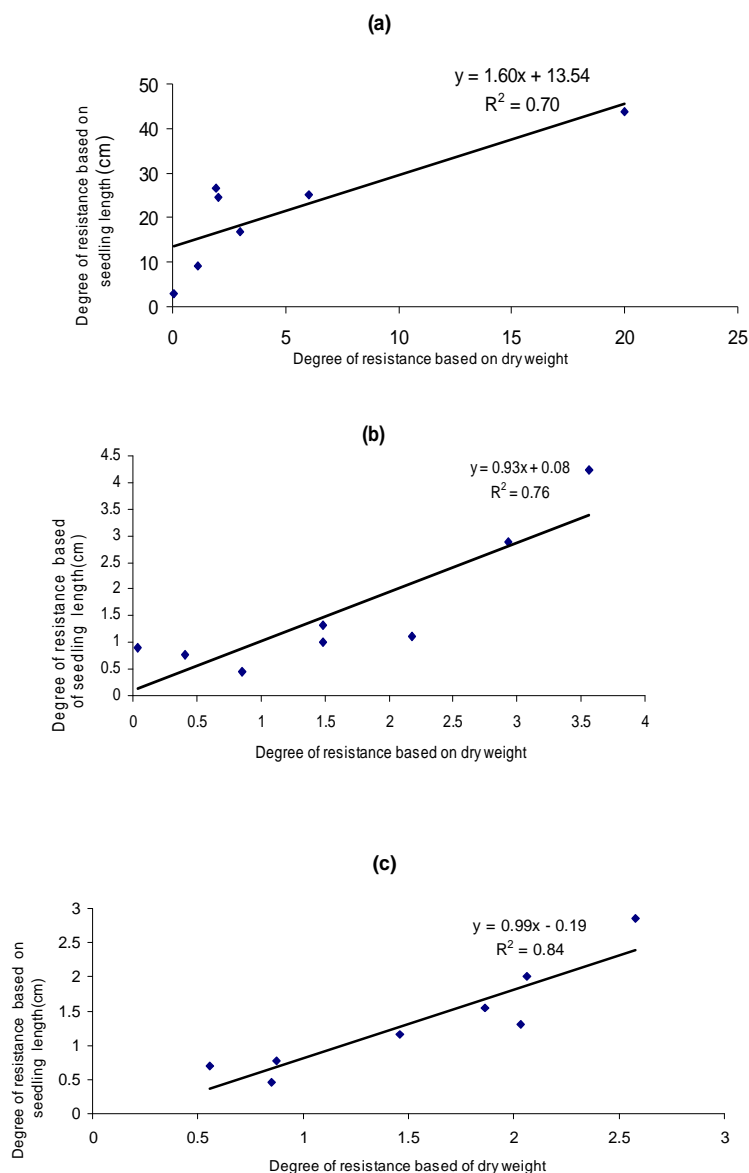 (a)
y = 1.60x + 13.54
R² = 0.70
Degree of resistance based on
seedling length (cm)
50
40
30
20
10
0
0 5 10 15 20 25
Degree of resistance based on dry weight
(b)
y = 0.93x + 0.08
R² = 0.76
Degree of resistance based
of seedling length(cm)
4.5
4
3.5
3
2.5
2
1.5
1
0.5
0
0 0.5 1 1.5 2 2.5 3 3.5 4
Degree of resistance based on dry weight
(c)
y = 0.99x - 0.19
R² = 0.84
Degree of resistance based on
seedling length(cm)
3
2.5
2
1.5
1
0.5
0
0 0.5 1 1.5 2 2.5 3
Degree of resistance based of dry weight